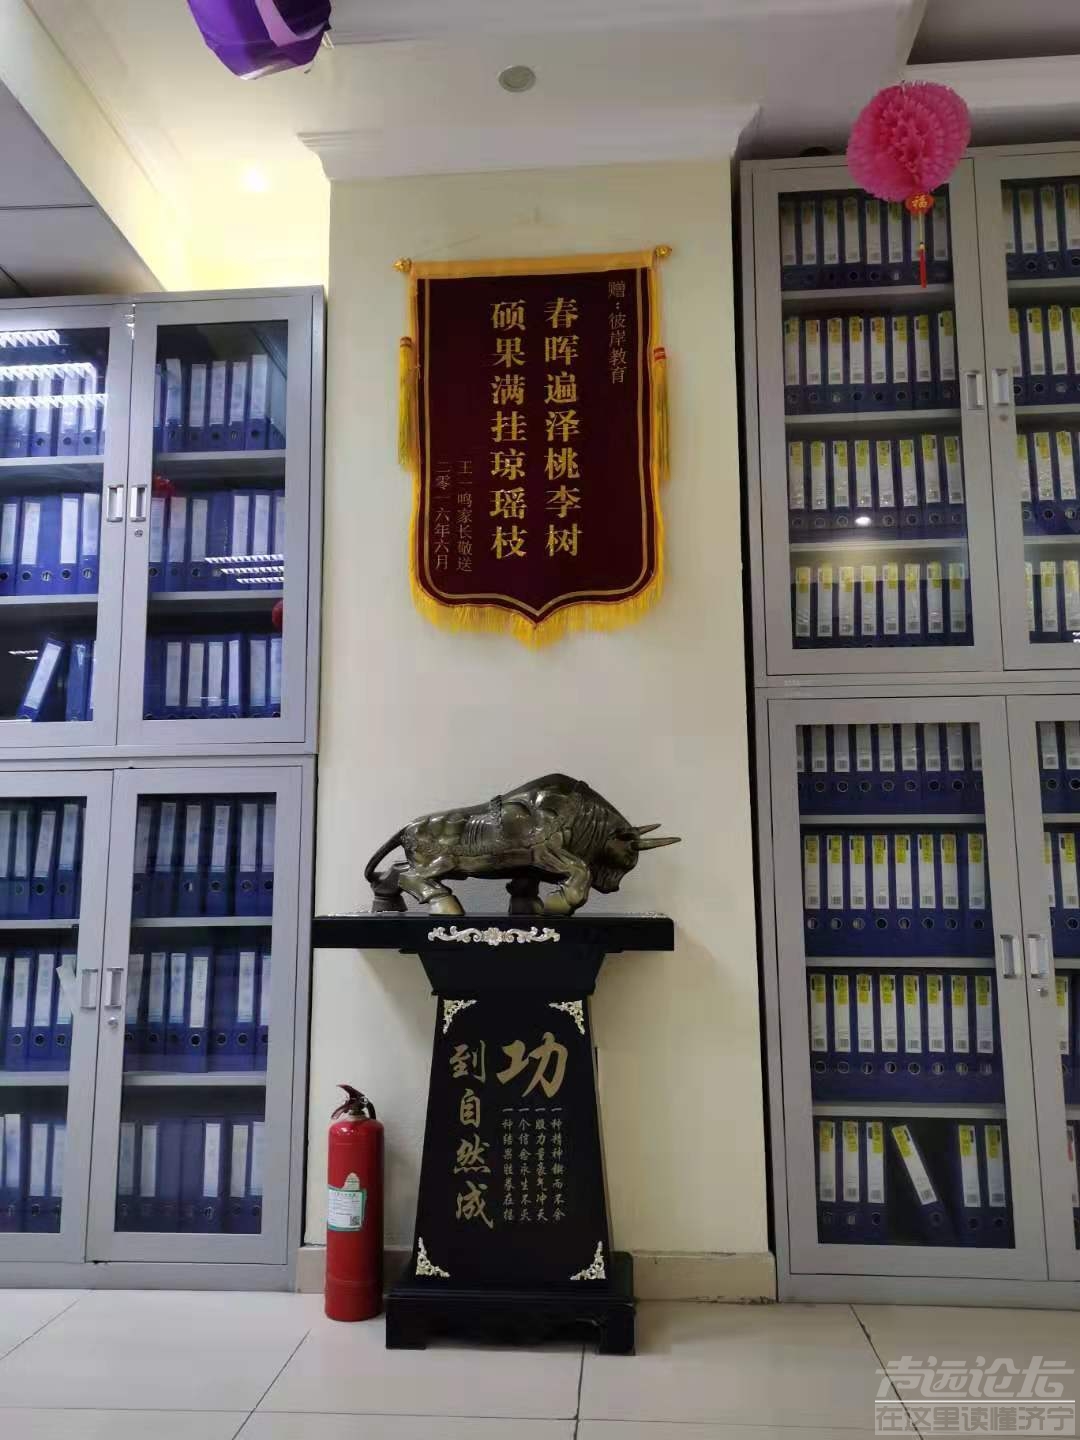 赠：彼岸教育
春晖遍泽桃李树
硕果满挂琼瑶枝
王一鸣家长敬送
二零一六年六月
福
功
到自然成
一种精神锲而不舍
一股力量豪气冲天
一个信念永生不灭
一种结果胜券在握
声远论坛
在这里读懂济宁